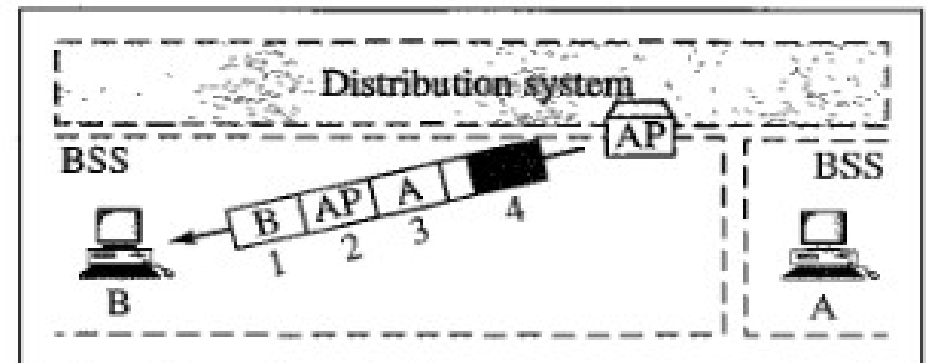 Distribution system
AP
BSS
BSS
B AP A
1 2 3 4
B
A